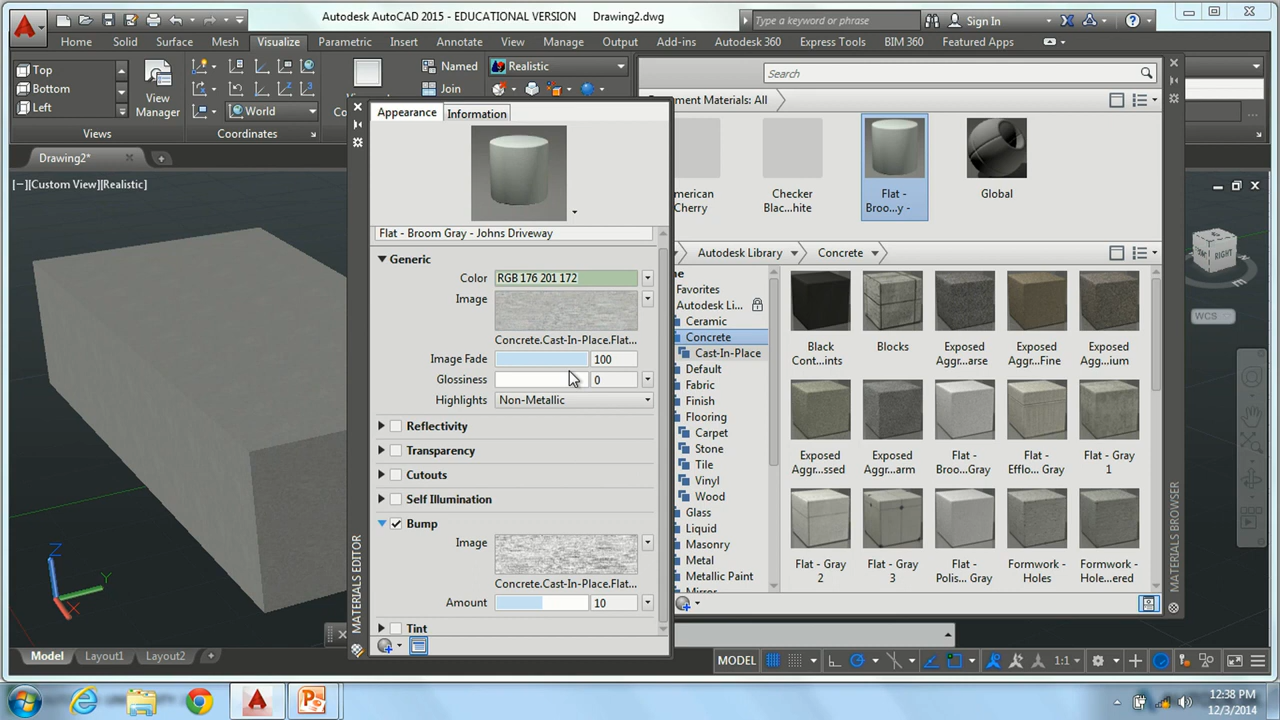 Autodesk AutoCAD 2015 - EDUCATIONAL VERSION Drawing2.dwg
Type a keyword or phrase
Sign In
Home Solid Surface Mesh Visualize Parametric Insert Annotate View Manage Output Add-ins Autodesk 360 Express Tools BIM 360 Featured Apps
Top
Bottom
Left
View
Manager
World
Named
Join
Realistic
Views
Coordinates
Drawing2*
[−][Custom View][Realistic]
Appearance
Information
Flat - Broom Gray - Johns Driveway
Generic
Color RGB 176 201 172
Image
Concrete.Cast-In-Place.Flat...
Image Fade 100
Glossiness 0
Highlights Non-Metallic
Reflectivity
Transparency
Cutouts
Self Illumination
Bump
Image
Concrete.Cast-In-Place.Flat...
Amount 10
Tint
MATERIALS EDITOR
Search
ument Materials: All
merican
Cherry
Checker
Blac...hite
Flat -
Broo...y -
Global
Autodesk Library
Concrete
me
Favorites
Autodesk Li...
Ceramic
Concrete
Cast-In-Place
Default
Fabric
Finish
Flooring
Carpet
Stone
Tile
Vinyl
Wood
Glass
Liquid
Masonry
Metal
Metallic Paint
Mirror
Black
Cont...ints
Blocks
Exposed
Aggr...arse
Exposed
Aggr...Fine
Exposed
Aggr...ium
Exposed
Aggr...ssed
Exposed
Aggr...arm
Flat -
Broo...Gray
Flat -
Efflo... Gray
Flat - Gray
1
Flat - Gray
2
Flat - Gray
3
Flat -
Polis... Gray
Formwork -
Holes
Formwork -
Hole...ered
MATERIALS BROWSER
RIGHT
WCS
Z
Y
X
Model
Layout1
Layout2
MODEL
1:1
12:38 PM
12/3/2014